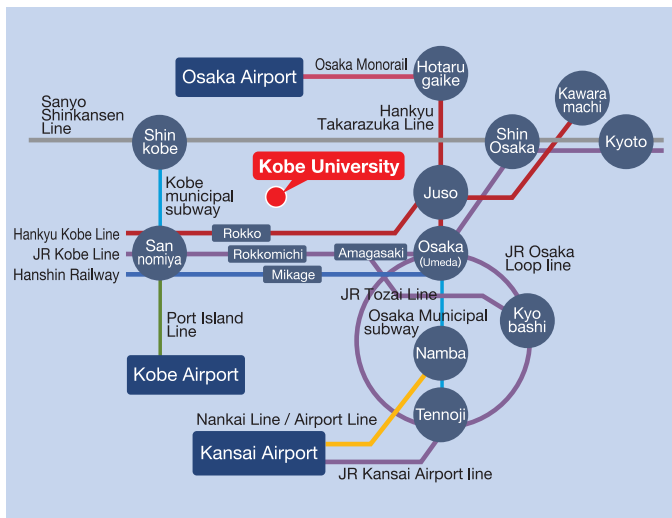 Osaka Airport
Osaka Monorail
Hotaru
gaike
Kawara
machi
Sanyo
Shinkansen
Line
Hankyu
Takarazuka Line
Shin
kobe
Shin
Osaka
Kyoto
Kobe University
Kobe
municipal
subway
Juso
Hankyu Kobe Line
Rokko
JR Kobe Line
San
nomiya
Rokkomichi
Amagasaki
Osaka
(Umeda)
JR Osaka
Loop line
Hanshin Railway
Mikage
JR Tozai Line
Port Island
Line
Osaka Municipal
subway
Kyo
bashi
Namba
Kobe Airport
Nankai Line / Airport Line
Tennoji
Kansai Airport
JR Kansai Airport line